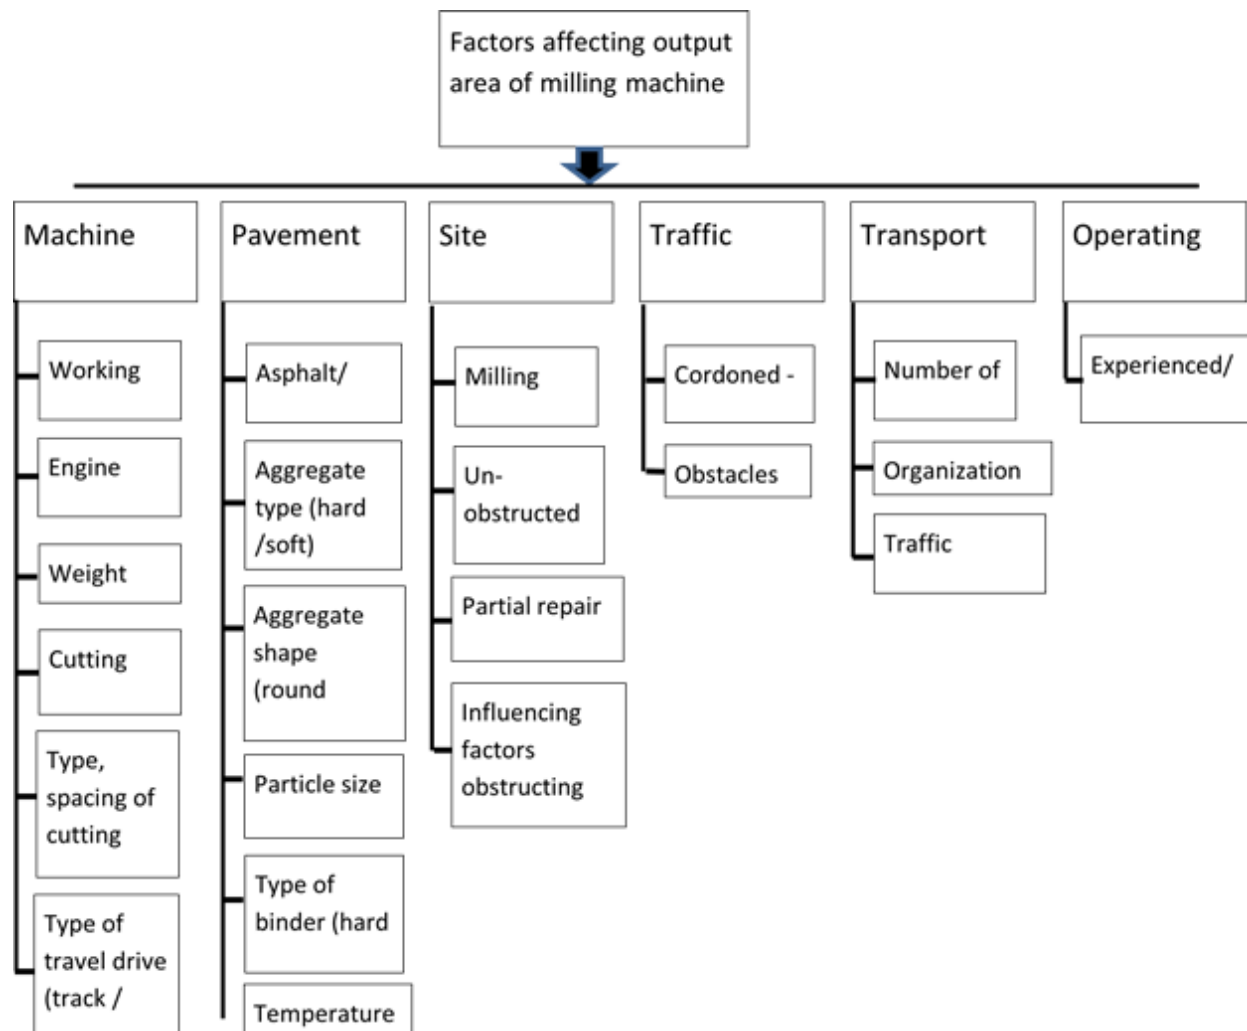 Factors affecting output
area of milling machine
Machine
Pavement
Site
Traffic
Transport
Operating
Working
Engine
Weight
Cutting
Type,
spacing of
cutting
Type of
travel drive
(track /
Asphalt/
Aggregate
type (hard
/soft)
Aggregate
shape
(round
Particle size
Type of
binder (hard
Temperature
Milling
Un-
obstructed
Partial repair
Influencing
factors
obstructing
Cordoned -
Obstacles
Number of
Organization
Traffic
Experienced/